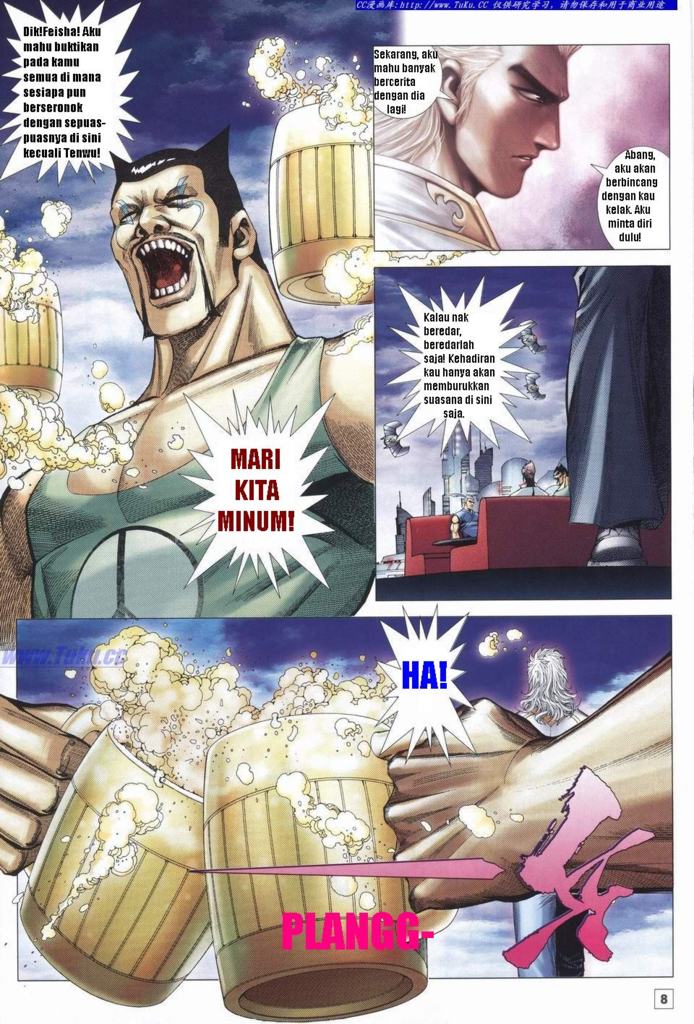 CC漫画库:http://www.TuKu.CC 仅供研究学习，请勿保存和用于商业用途
Dik!Feisha! Aku
mahu buktikan
pada kamu
semua di mana
sesiapa pun
berseronok
dengan sepuas-
puasnya di sini
kecuali Tenwu!
Sekarang, aku
mahu banyak
bercerita
dengan dia
lagi!
Abang,
aku akan
berbincang
dengan kau
kelak. Aku
minta diri
dulu!
Kalau nak
beredar,
beredarlah
saja! Kehadiran
kau hanya akan
memburukkan
suasana di sini
saja.
MARI
KITA
MINUM!
www.Tuku.cc
HA!
PLANGG-
8